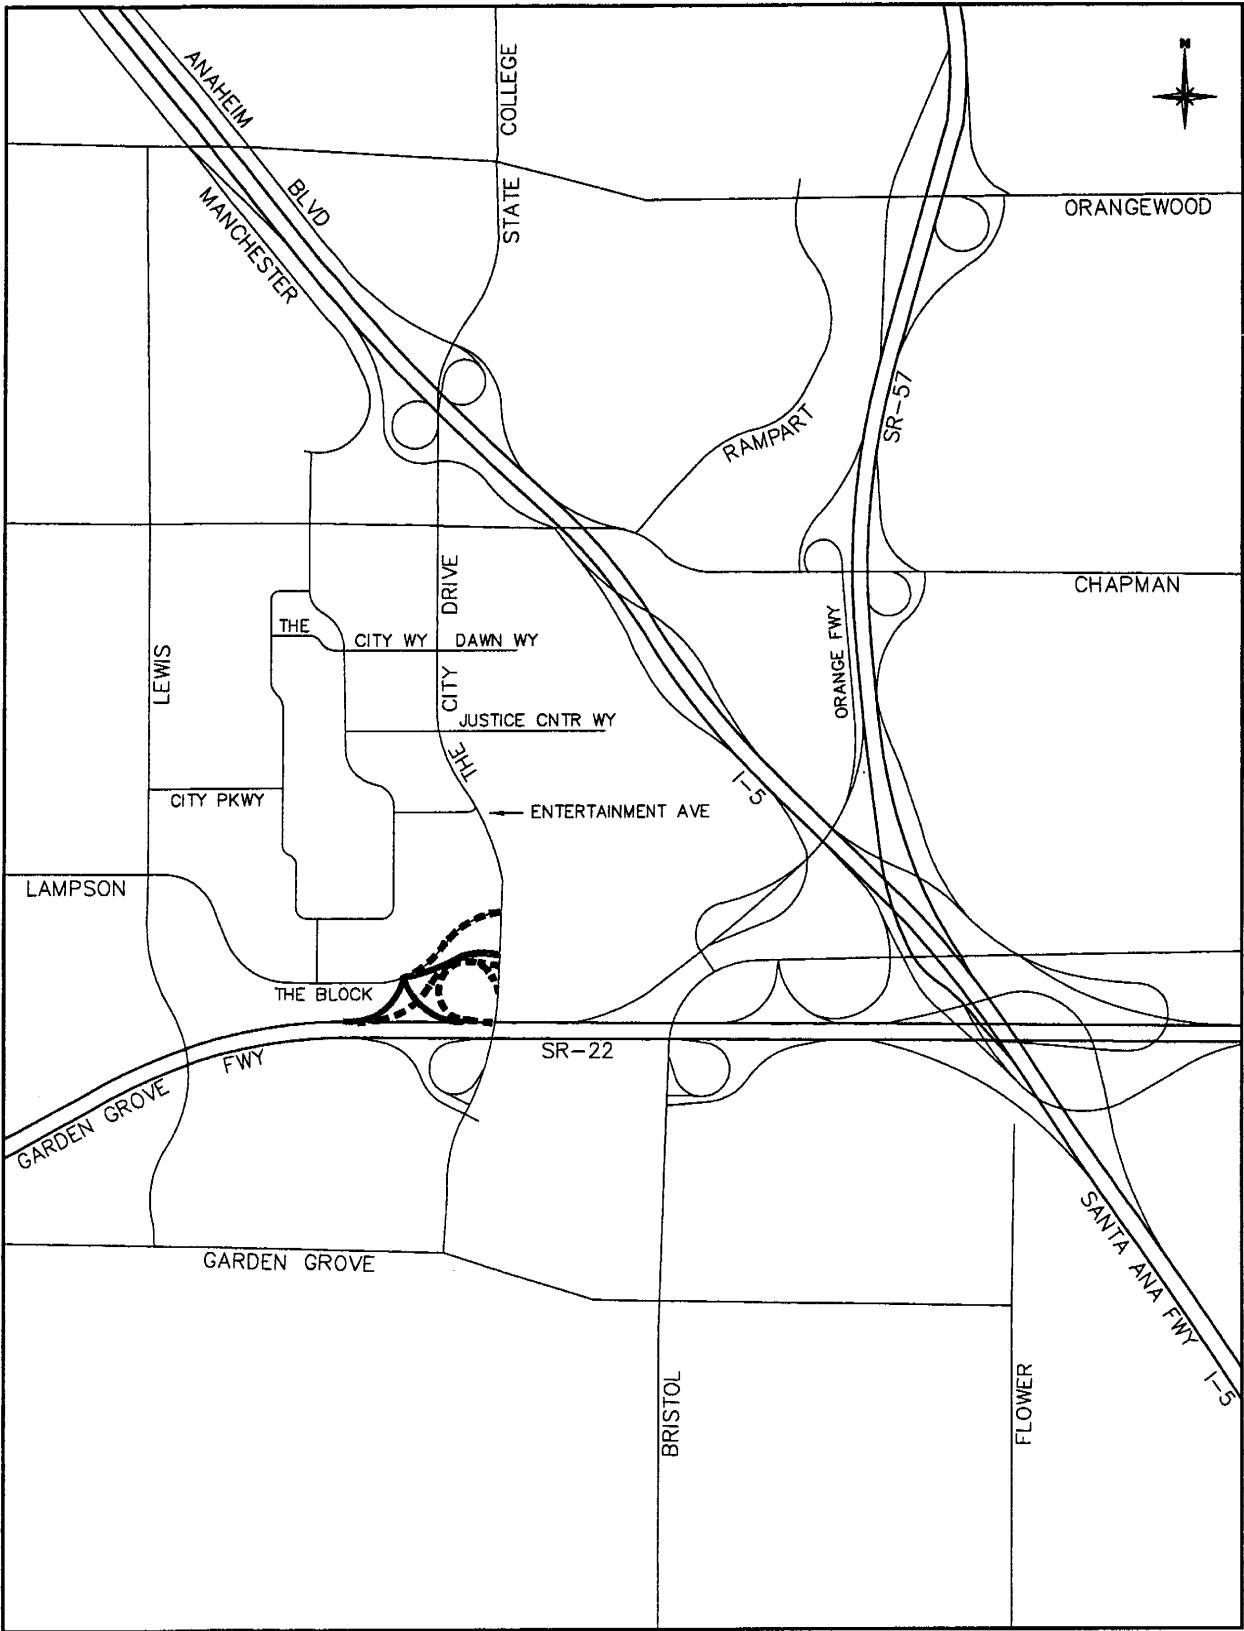 N
ANAHEIM
BLVD
STATE COLLEGE
ORANGEWOOD
MANCHESTER
SR-57
RAMPART
CHAPMAN
THE CITY DRIVE
ORANGE FWY
LEWIS
THE
CITY WY
DAWN WY
JUSTICE CNTR WY
I-5
CITY PKWY
ENTERTAINMENT AVE
LAMPSON
THE BLOCK
SR-22
GARDEN GROVE FWY
GARDEN GROVE
SANTA ANA FWY I-5
BRISTOL
FLOWER